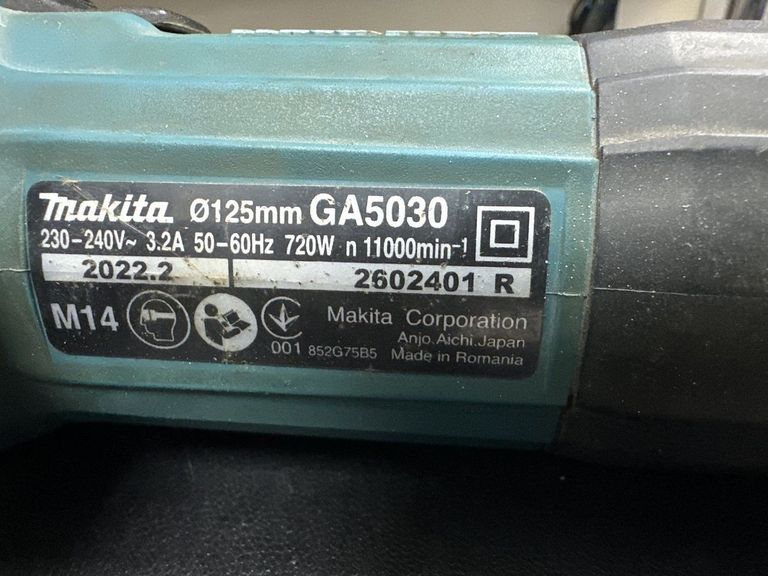 makita Ø125mm GA5030
230-240V~ 3.2A 50-60Hz 720W n 11000min⁻¹
2022.2 2602401 R
M14
Makita Corporation
Anjo, Aichi, Japan
001 852G75B5 Made in Romania